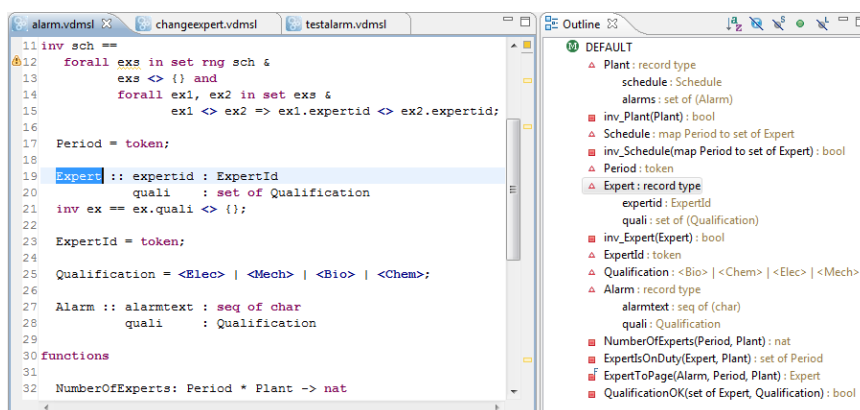 alarm.vdmsl changeexpert.vdmsl testalarm.vdmsl
11 inv sch ==
12 forall exs in set rng sch &
13 exs <> {} and
14 forall ex1, ex2 in set exs &
15 ex1 <> ex2 => ex1.expertid <> ex2.expertid;
16
17 Period = token;
18
19 Expert :: expertid : ExpertId
20 quali : set of Qualification
21 inv ex == ex.quali <> {};
22
23 ExpertId = token;
24
25 Qualification = <Elec> | <Mech> | <Bio> | <Chem>;
26
27 Alarm :: alarmtext : seq of char
28 quali : Qualification
29
30 functions
31
32 NumberOfExperts: Period * Plant -> nat
Outline
DEFAULT
Plant : record type
schedule : Schedule
alarms : set of (Alarm)
inv_Plant(Plant) : bool
Schedule : map Period to set of Expert
inv_Schedule(map Period to set of Expert) : bool
Period : token
Expert : record type
expertid : ExpertId
quali : set of (Qualification)
inv_Expert(Expert) : bool
ExpertId : token
Qualification : <Bio> | <Chem> | <Elec> | <Mech>
Alarm : record type
alarmtext : seq of (char)
quali : Qualification
NumberOfExperts(Period, Plant) : nat
ExpertIsOnDuty(Expert, Plant) : set of Period
ExpertToPage(Alarm, Period, Plant) : Expert
QualificationOK(set of Expert, Qualification) : bool